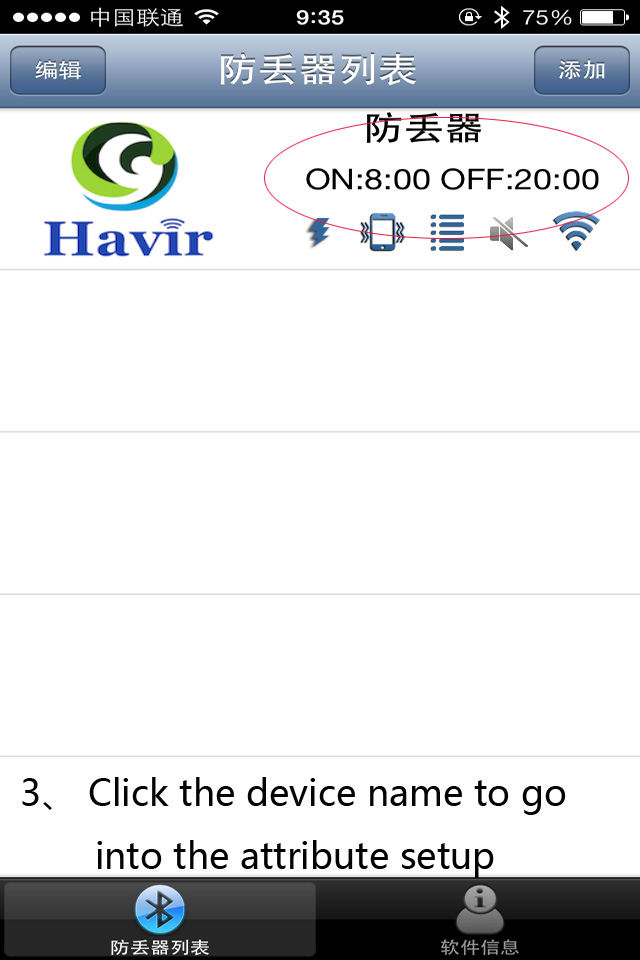 中国联通 9:35 75%
编辑 防丢器列表 添加
防丢器
ON:8:00 OFF:20:00
Havir
3、 Click the device name to go
into the attribute setup
防丢器列表 软件信息